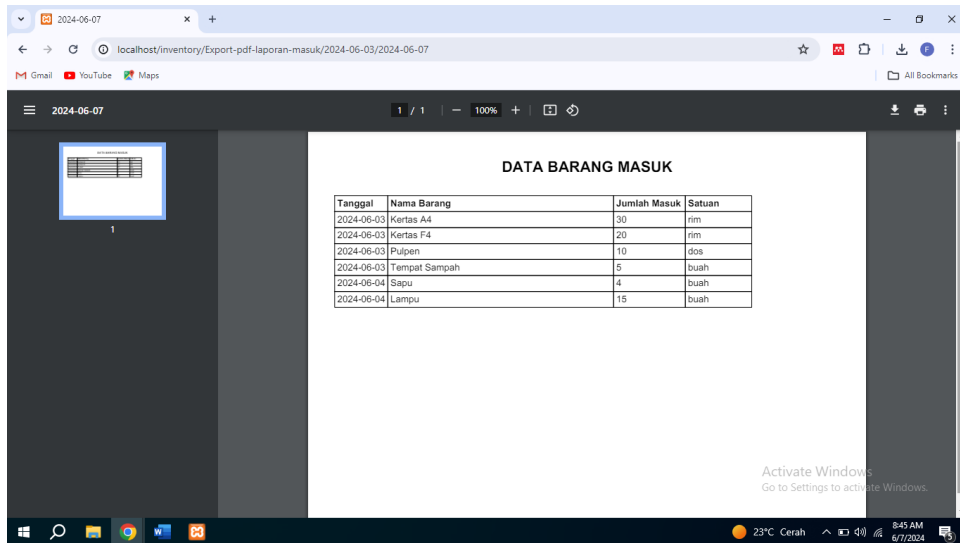 2024-06-07
localhost/inventory/Export-pdf-laporan-masuk/2024-06-03/2024-06-07
F
Gmail YouTube Maps All Bookmarks
2024-06-07 1 / 1 100%
1
DATA BARANG MASUK
Tanggal Nama Barang Jumlah Masuk Satuan
2024-06-03 Kertas A4 30 rim
2024-06-03 Kertas F4 20 rim
2024-06-03 Pulpen 10 dos
2024-06-03 Tempat Sampah 5 buah
2024-06-04 Sapu 4 buah
2024-06-04 Lampu 15 buah
Activate Windows
Go to Settings to activate Windows.
23°C Cerah 8:45 AM
6/7/2024
5